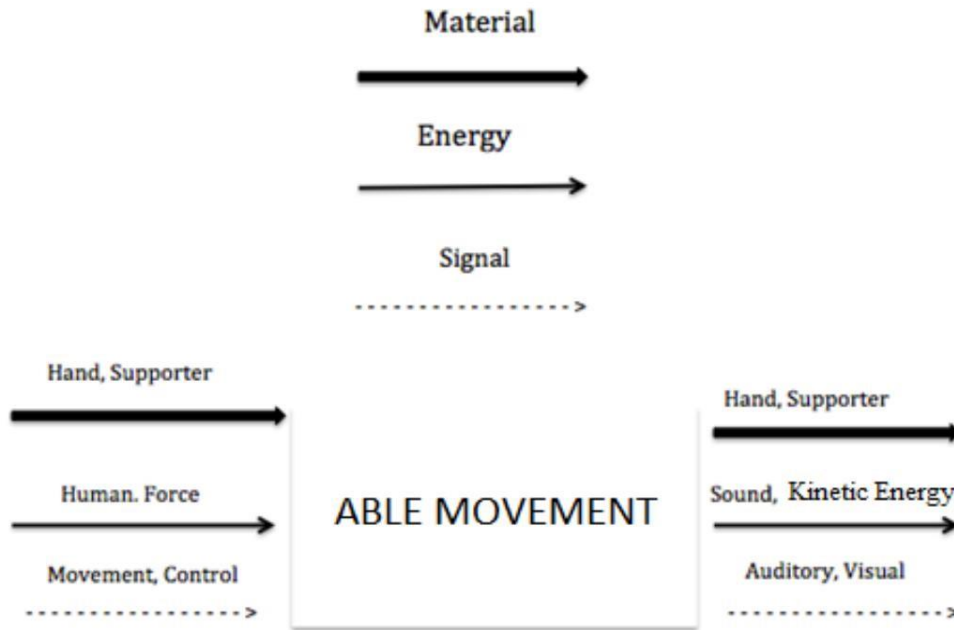 Material
Energy
Signal
Hand, Supporter
Human. Force
Movement, Control
ABLE MOVEMENT
Hand, Supporter
Sound, Kinetic Energy
Auditory, Visual